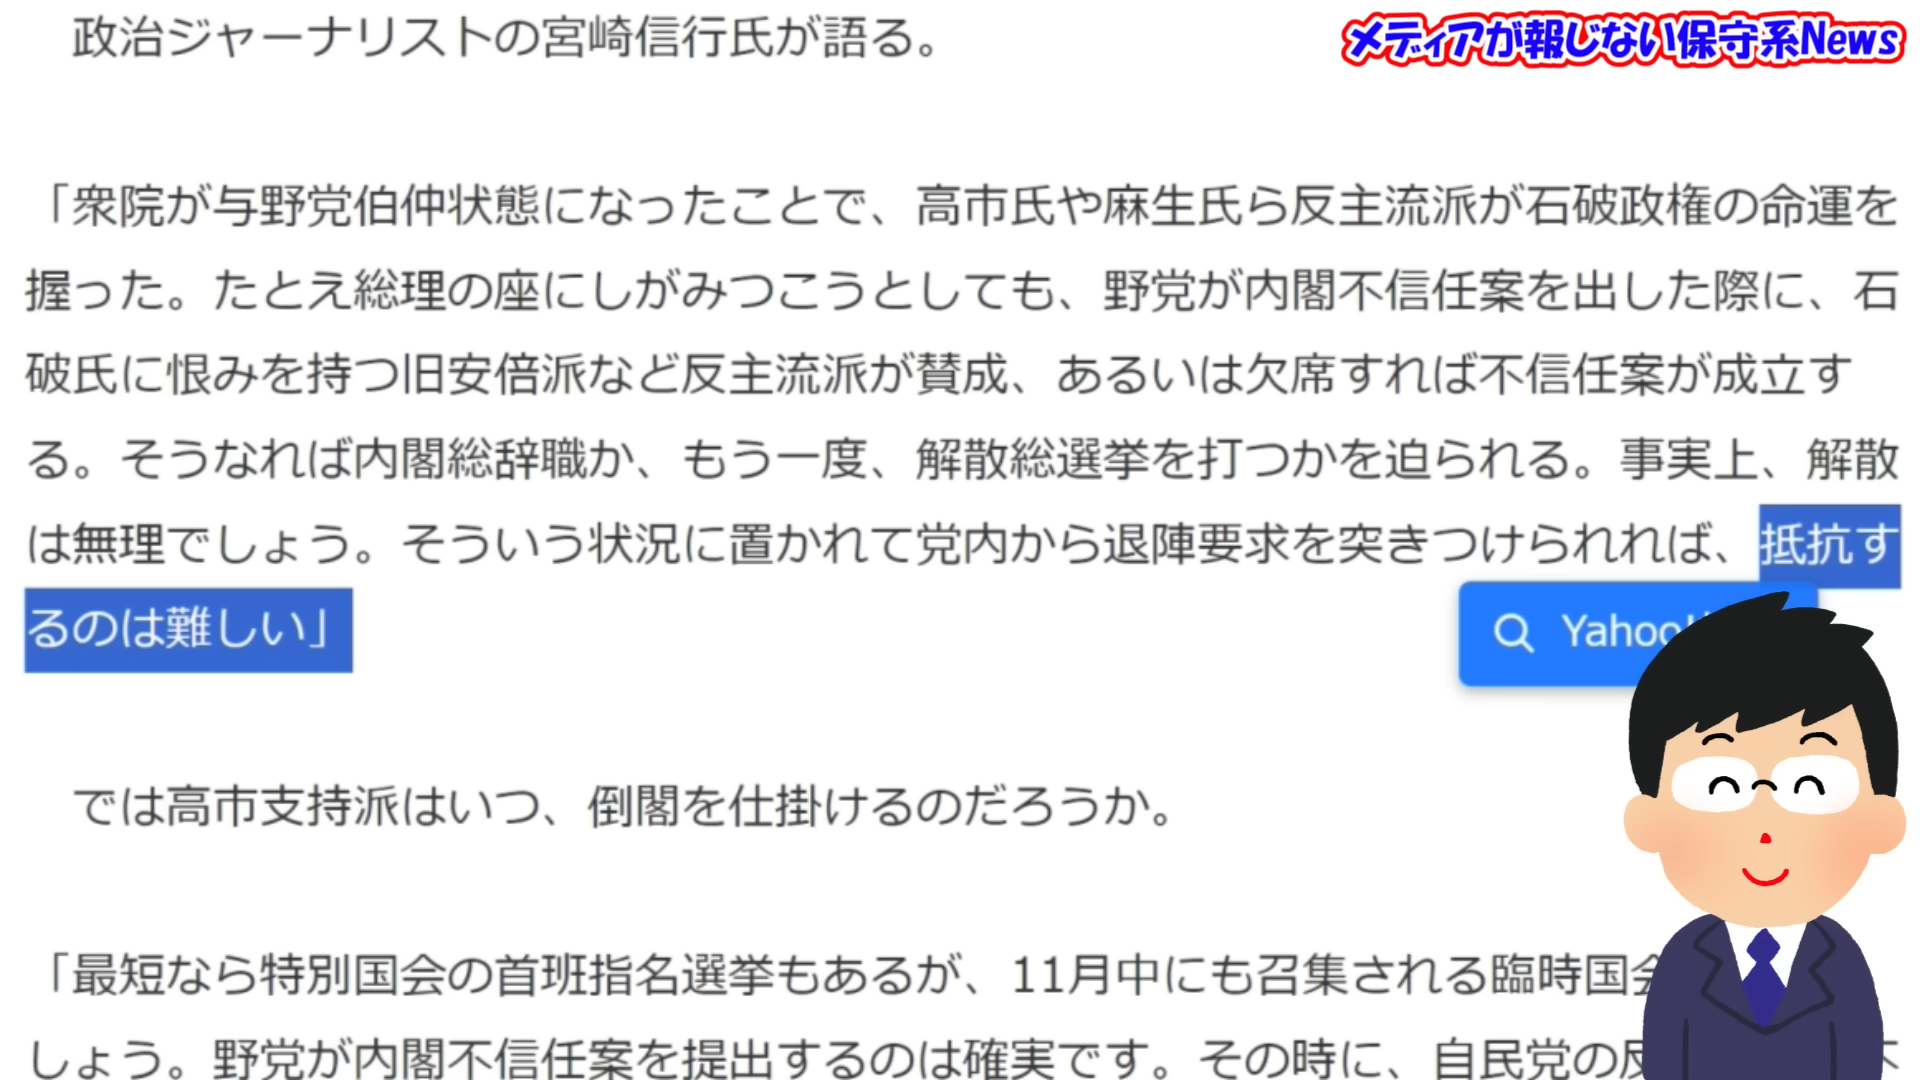 政治ジャーナリストの宮崎信行氏が語る。
メディアが報じない保守系News
「衆院が与野党伯仲状態になったことで、高市氏や麻生氏ら反主流派が石破政権の命運を
握った。たとえ総理の座にしがみつこうとしても、野党が内閣不信任案を出した際に、石
破氏に恨みを持つ旧安倍派など反主流派が賛成、あるいは欠席すれば不信任案が成立す
る。そうなれば内閣総辞職か、もう一度、解散総選挙を打つかを迫られる。事実上、解散
は無理でしょう。そういう状況に置かれて党内から退陣要求を突きつけられれば、抵抗す
るのは難しい」
Yahoo!
では高市支持派はいつ、倒閣を仕掛けるのだろうか。
「最短なら特別国会の首班指名選挙もあるが、11月中にも召集される臨時国会
しょう。野党が内閣不信任案を提出するのは確実です。その時に、自民党の反